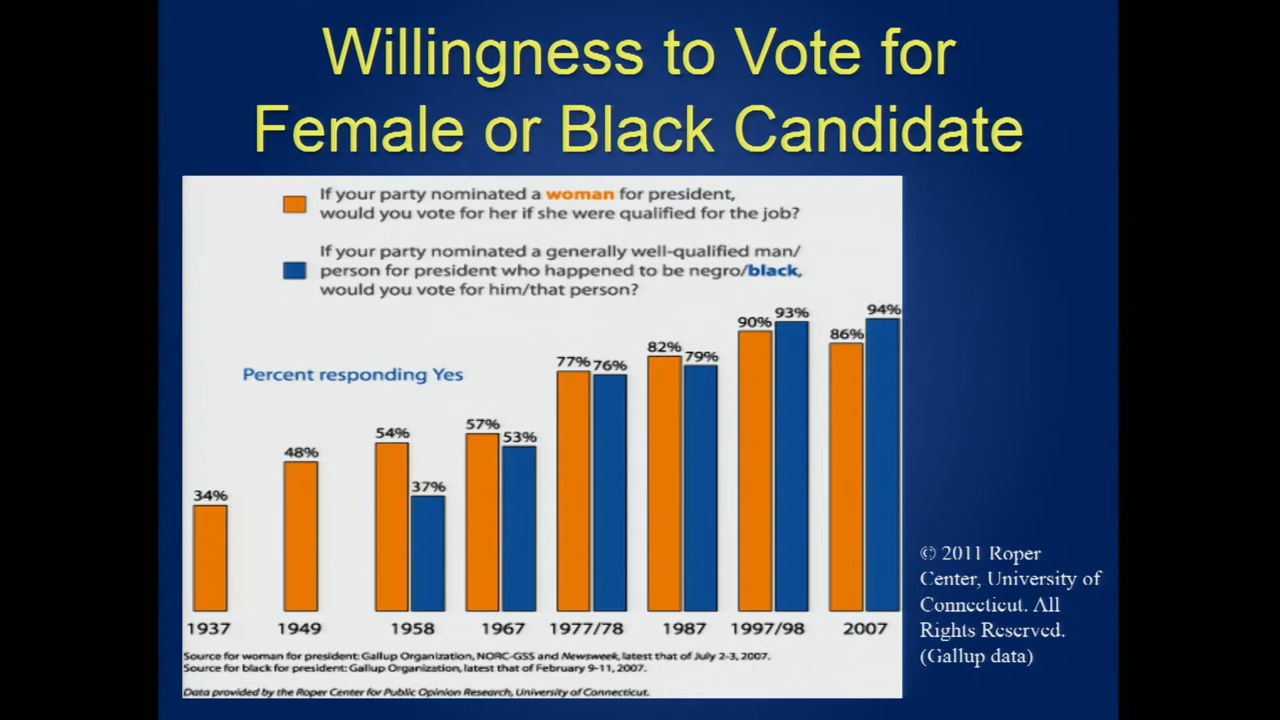 Willingness to Vote for
Female or Black Candidate
If your party nominated a woman for president,
would you vote for her if she were qualified for the job?
If your party nominated a generally well-qualified man/
person for president who happened to be negro/black,
would you vote for him/that person?
Percent responding Yes
34%
48%
54%
37%
57%
53%
77%
76%
82%
79%
90%
93%
86%
94%
1937
1949
1958
1967
1977/78
1987
1997/98
2007
Source for woman for president: Gallup Organization, NORC-GSS and Newsweek, latest that of July 2-3, 2007.
Source for black for president: Gallup Organization, latest that of February 9-11, 2007.
Data provided by the Roper Center for Public Opinion Research, University of Connecticut.
© 2011 Roper
Center, University of
Connecticut. All
Rights Reserved.
(Gallup data)